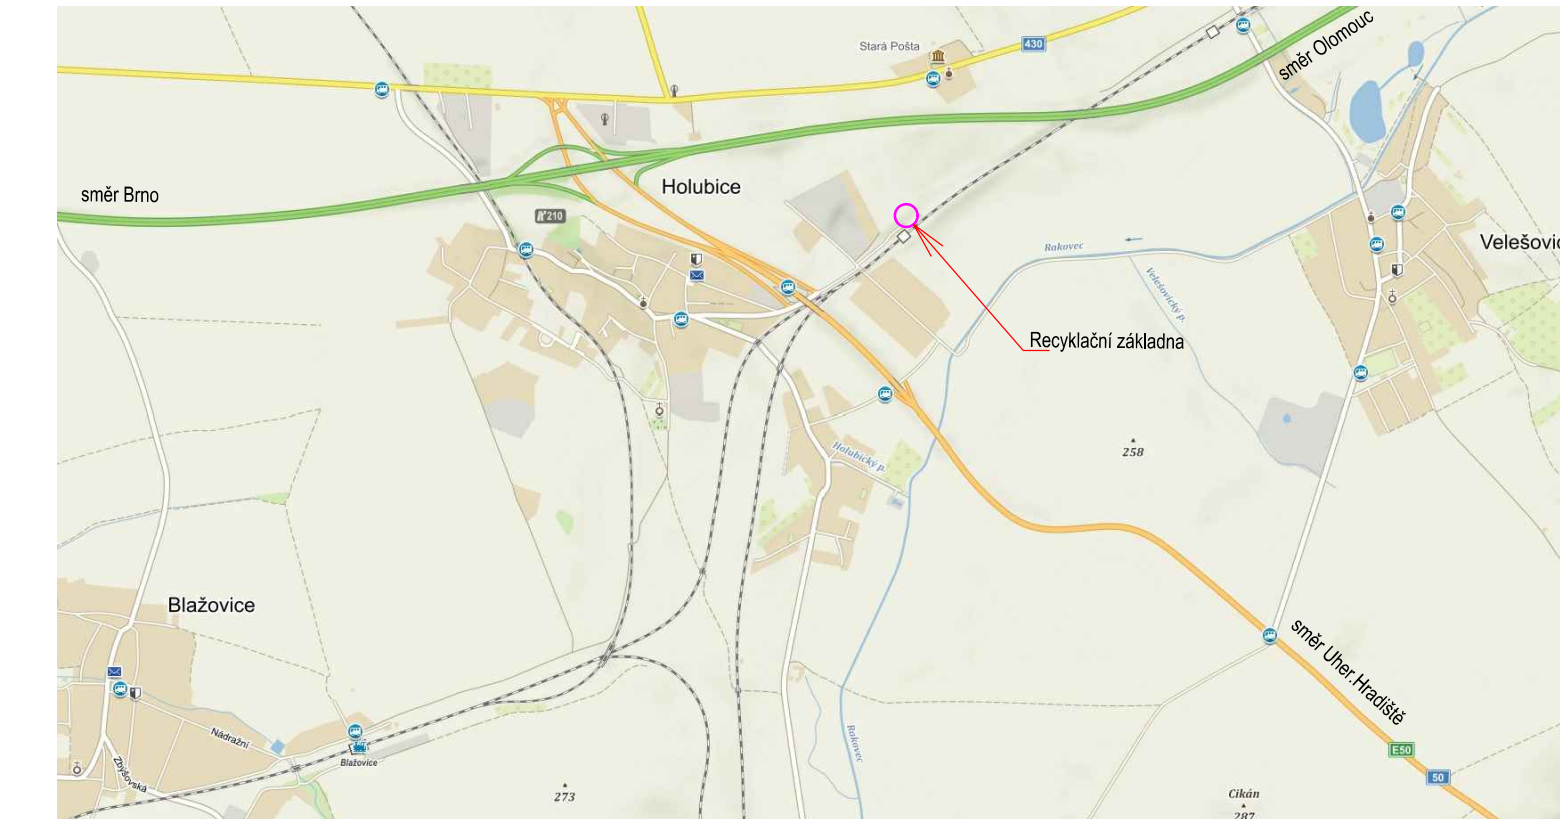 směr Olomouc
430
Stará Pošta
Holubice
směr Brno
210
Rakovec
Velešovický p.
Recyklační základna
258
Holubický p.
Blažovice
směr Uher.Hradiště
Nádražní
Zbýšovská
Blažovice
Rakovec
E50
50
273
Cikán
287